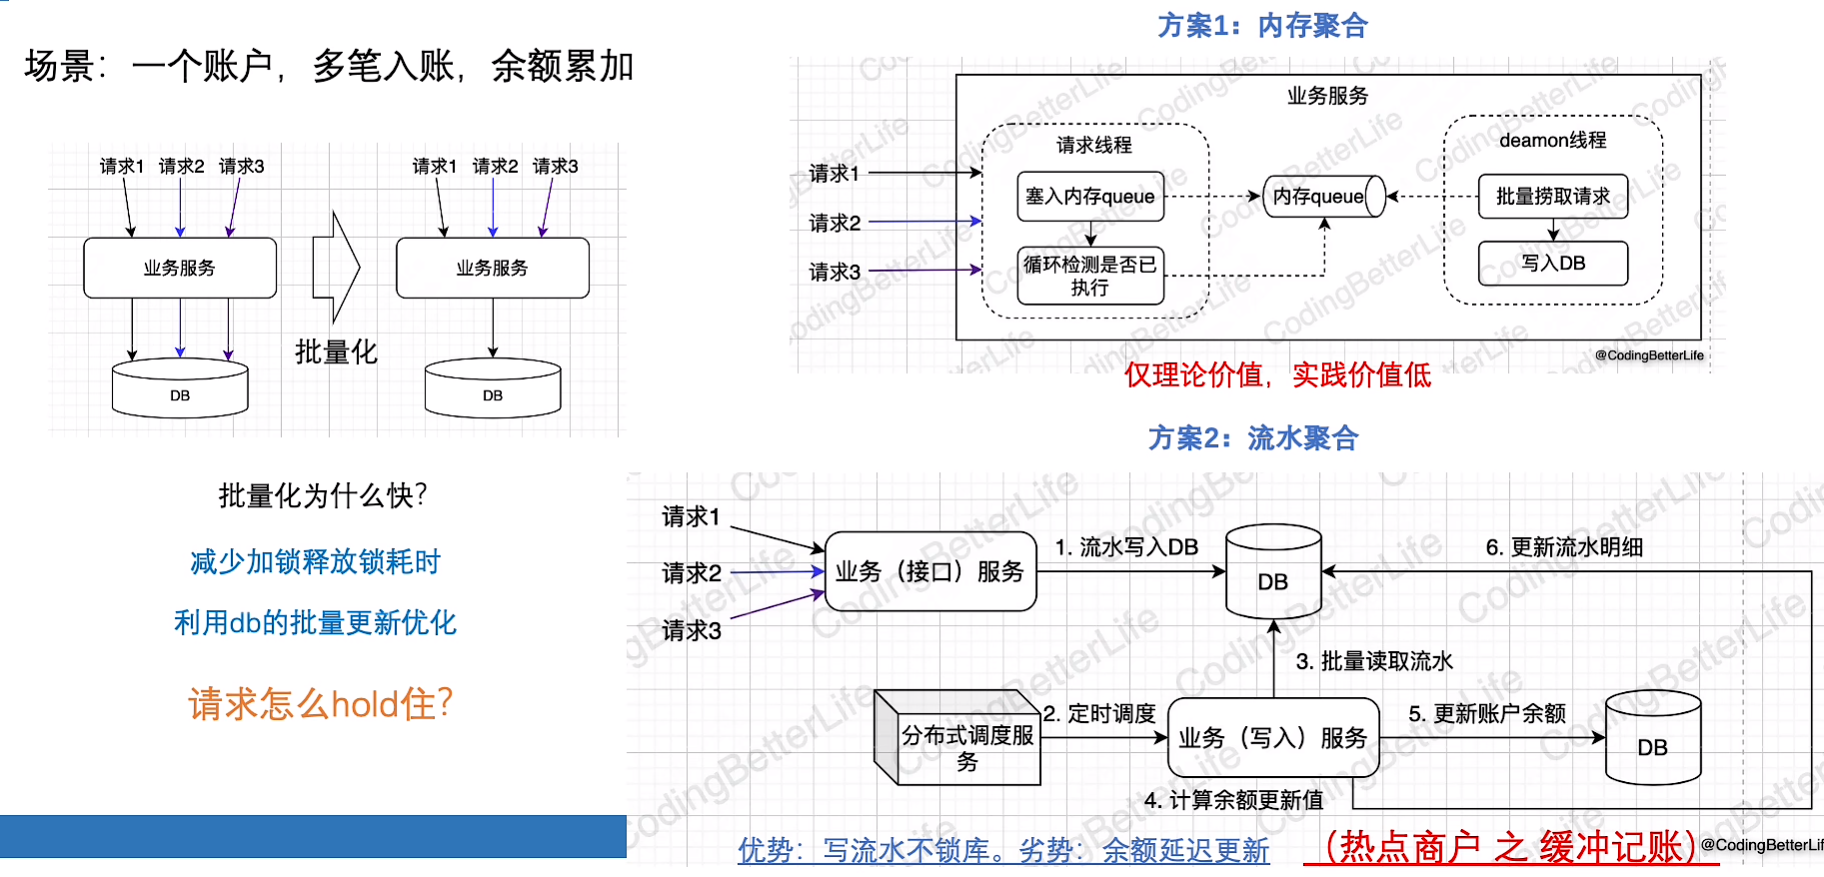 场景：一个账户，多笔入账，余额累加
请求1 请求2 请求3
业务服务
DB
批量化
请求1 请求2 请求3
业务服务
DB
批量化为什么快？
减少加锁释放锁耗时
利用db的批量更新优化
请求怎么hold住？
方案1：内存聚合
业务服务
请求1
请求2
请求3
请求线程
塞入内存queue
循环检测是否已
执行
内存queue
deamon线程
批量捞取请求
写入DB
@CodingBetterLife
仅理论价值，实践价值低
方案2：流水聚合
请求1
请求2
请求3
业务（接口）服务
1. 流水写入DB
DB
6. 更新流水明细
3. 批量读取流水
分布式调度服
务
2. 定时调度
业务（写入）服务
5. 更新账户余额
DB
4. 计算余额更新值
优势：写流水不锁库。劣势：余额延迟更新
（热点商户 之 缓冲记账）
@CodingBetterLif
CodingBetterLife